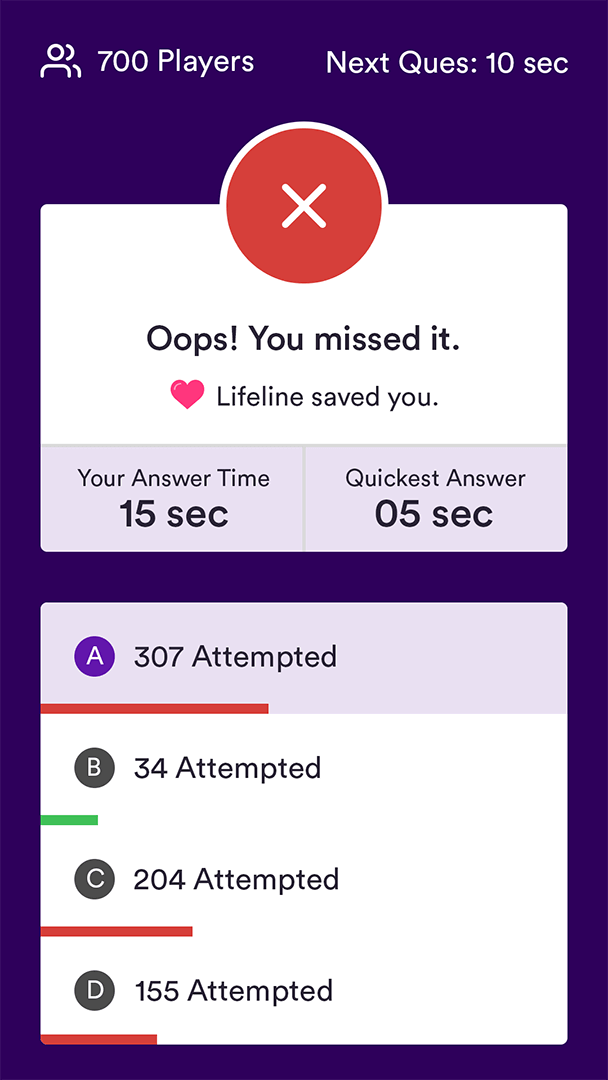 700 Players
Next Ques: 10 sec
Oops! You missed it.
Lifeline saved you.
Your Answer Time
15 sec
Quickest Answer
05 sec
A 307 Attempted
B 34 Attempted
C 204 Attempted
D 155 Attempted